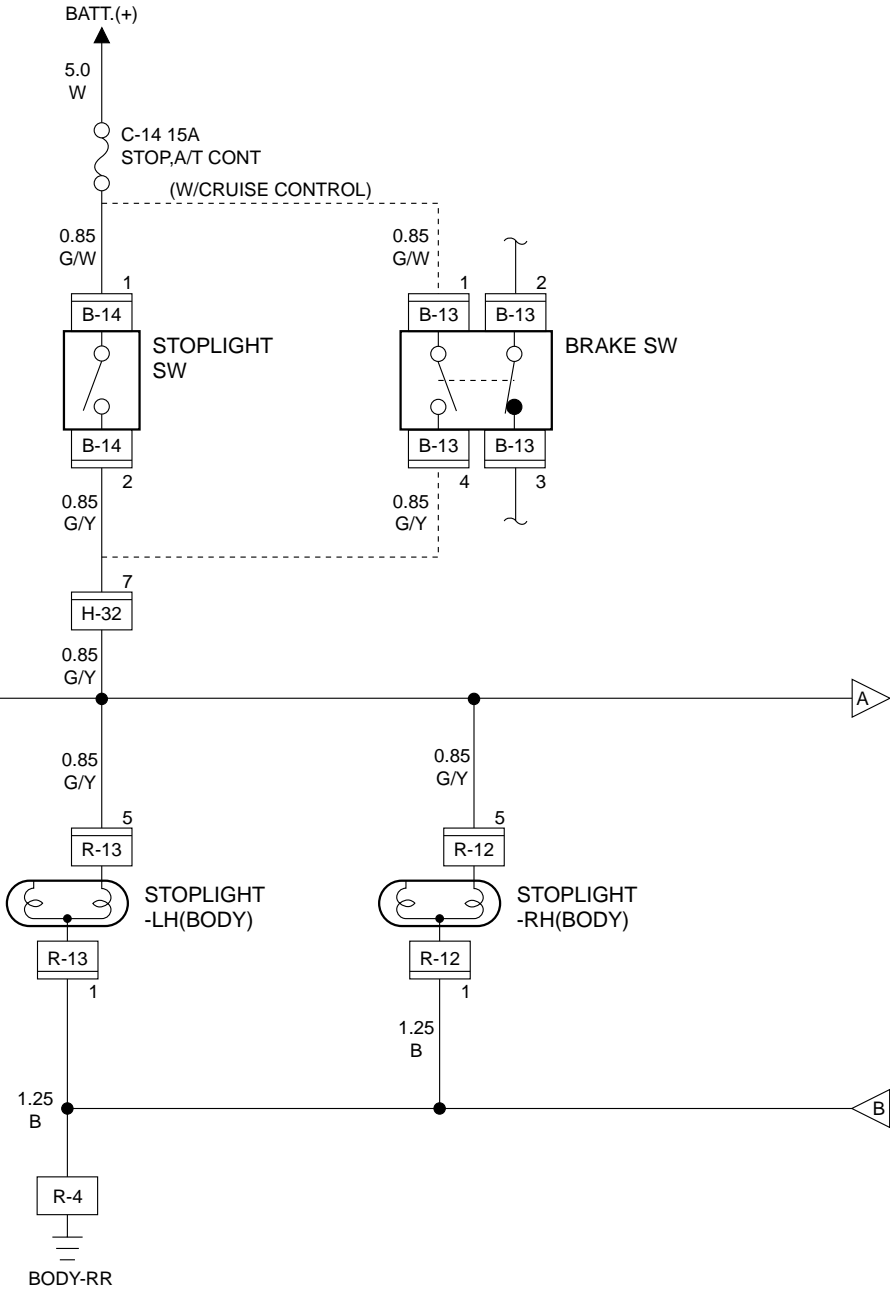 BATT.(+)
5.0
W
C-14 15A
STOP,A/T CONT
(W/CRUISE CONTROL)
0.85
G/W
0.85
G/W
1
1
2
B-14
B-13
B-13
STOPLIGHT
SW
BRAKE SW
B-14
B-13
B-13
2
4
3
0.85
G/Y
0.85
G/Y
7
H-32
0.85
G/Y
A
0.85
G/Y
0.85
G/Y
5
5
R-13
R-12
STOPLIGHT
-LH(BODY)
STOPLIGHT
-RH(BODY)
R-13
R-12
1
1
1.25
B
1.25
B
B
R-4
BODY-RR